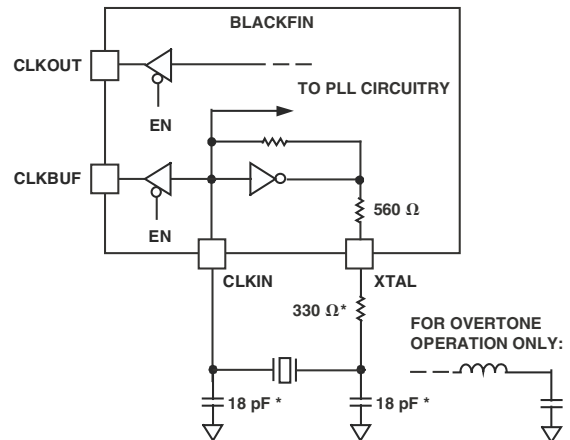 BLACKFIN
CLKOUT
TO PLL CIRCUITRY
EN
CLKBUF
560 Ω
EN
CLKIN
XTAL
330 Ω*
FOR OVERTONE
OPERATION ONLY:
18 pF *
18 pF *